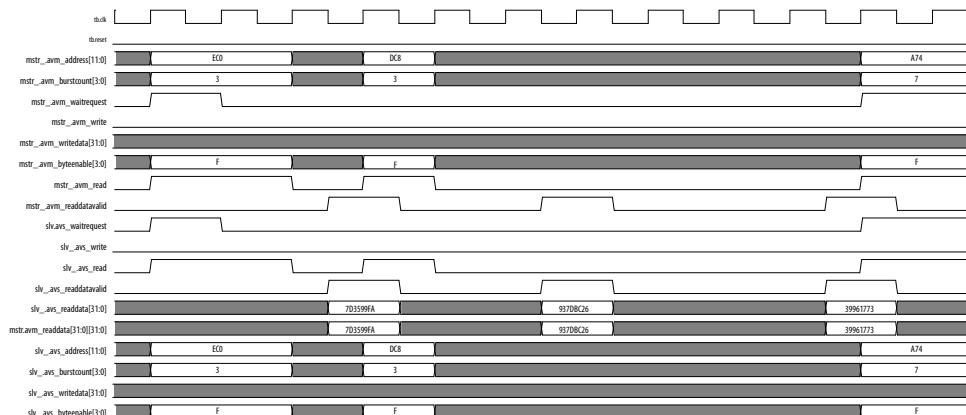 tb.clk
tb.reset
mstr_.avm_address[11:0] EC0 DC8 A74
mstr_.avm_burstcount[3:0] 3 3 7
mstr_.avm_waitrequest
mstr_.avm_write
mstr_.avm_writedata[31:0]
mstr_.avm_byteenable[3:0] F F F
mstr_.avm_read
mstr_.avm_readdatavalid
slv.avs_waitrequest
slv_.avs_write
slv_.avs_read
slv_.avs_readdatavalid
slv_.avs_readdata[31:0] 7D3599FA 937DBC26 39961773
mstr.avm_readdata[31:0][31:0] 7D3599FA 937DBC26 39961773
slv_.avs_address[11:0] EC0 DC8 A74
slv_.avs_burstcount[3:0] 3 3 7
slv_.avs_writedata[31:0]
slv_.avs_byteenable[3:0] F F F